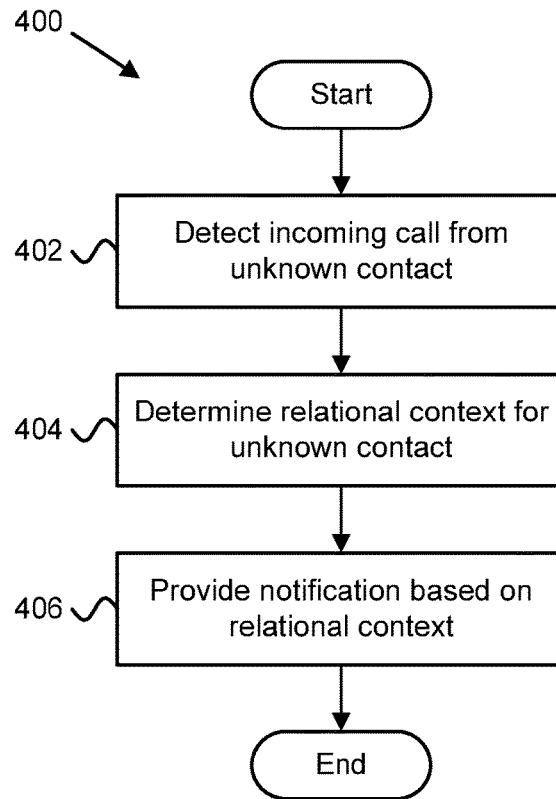 400
Start
402
Detect incoming call from
unknown contact
404
Determine relational context for
unknown contact
406
Provide notification based on
relational context
End